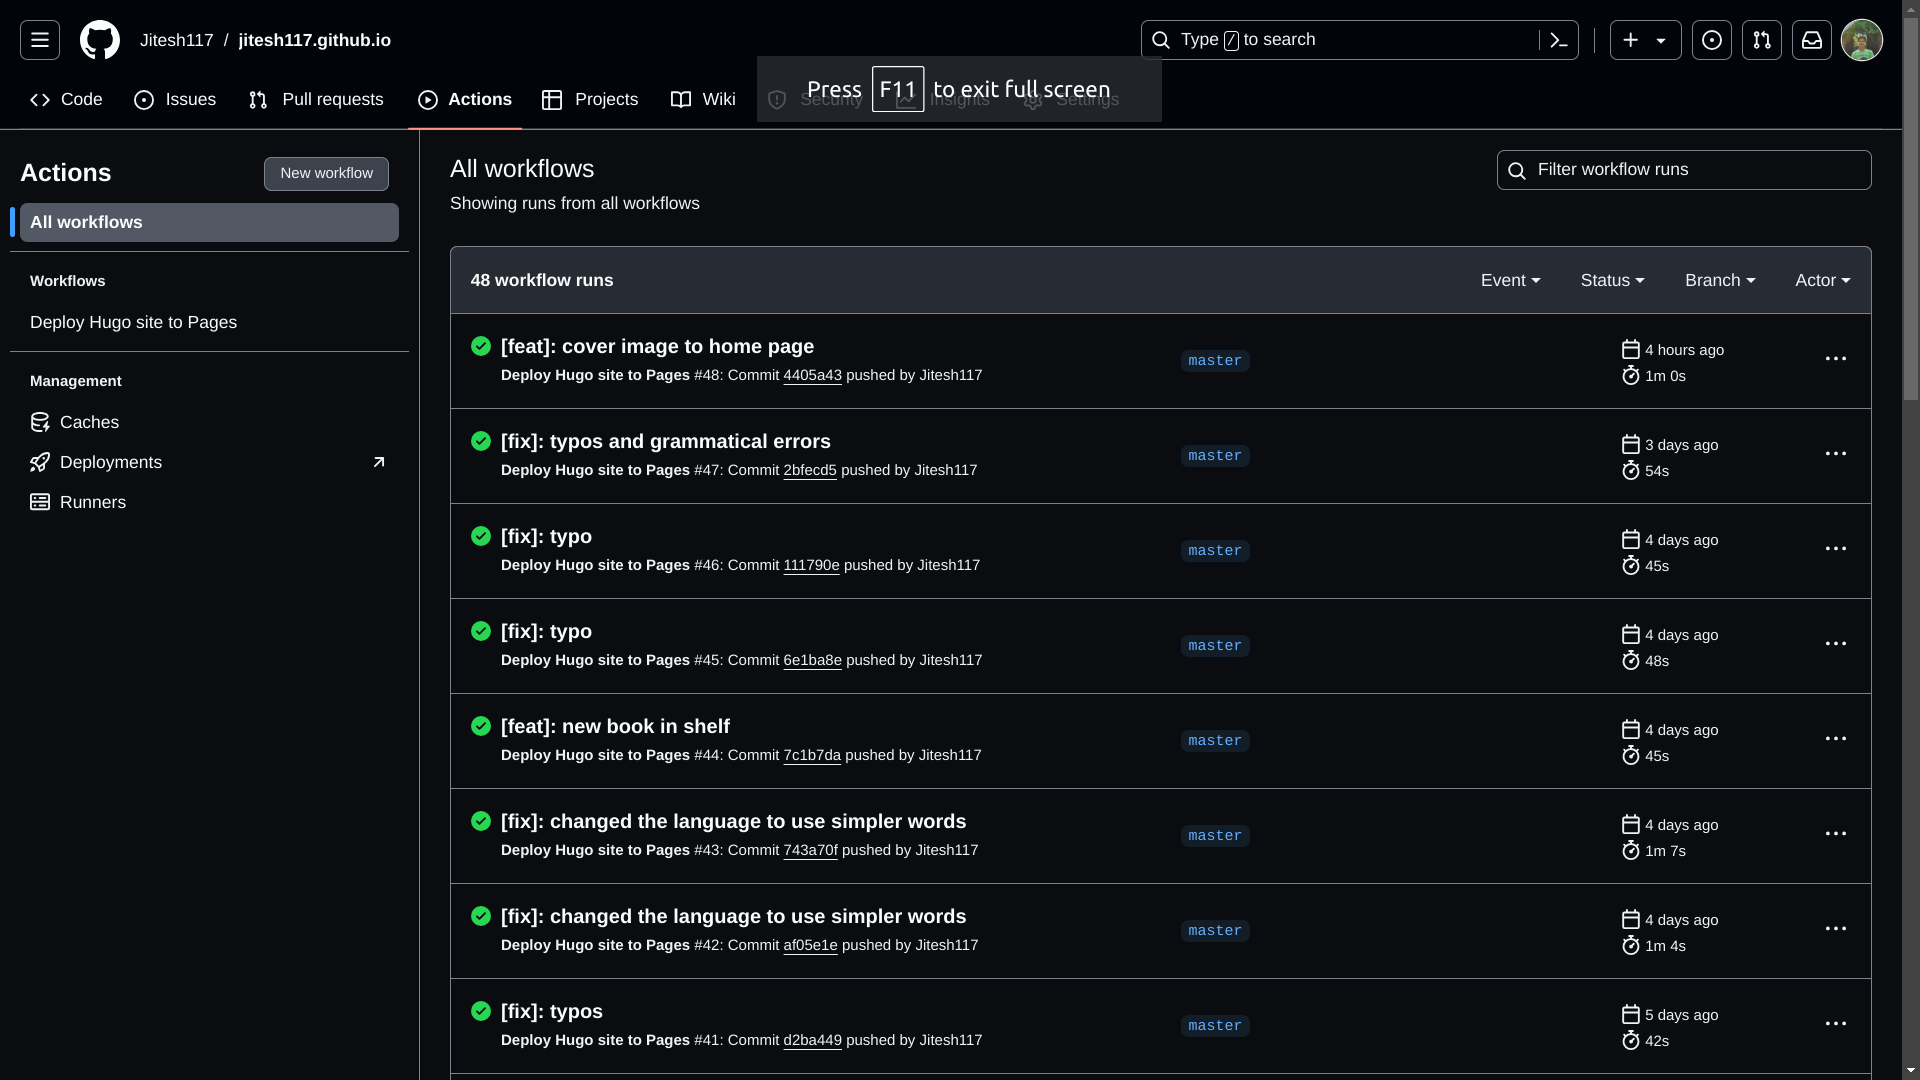 Jitesh117 / jitesh117.github.io
Type / to search
Code
Issues
Pull requests
Actions
Projects
Wiki
Security
Insights
Settings
Press F11 to exit full screen
Actions
New workflow
All workflows
Workflows
Deploy Hugo site to Pages
Management
Caches
Deployments
Runners
All workflows
Showing runs from all workflows
Filter workflow runs
48 workflow runs
Event
Status
Branch
Actor
[feat]: cover image to home page
Deploy Hugo site to Pages #48: Commit 4405a43 pushed by Jitesh117
master
4 hours ago
1m 0s
[fix]: typos and grammatical errors
Deploy Hugo site to Pages #47: Commit 2bfecd5 pushed by Jitesh117
master
3 days ago
54s
[fix]: typo
Deploy Hugo site to Pages #46: Commit 111790e pushed by Jitesh117
master
4 days ago
45s
[fix]: typo
Deploy Hugo site to Pages #45: Commit 6e1ba8e pushed by Jitesh117
master
4 days ago
48s
[feat]: new book in shelf
Deploy Hugo site to Pages #44: Commit 7c1b7da pushed by Jitesh117
master
4 days ago
45s
[fix]: changed the language to use simpler words
Deploy Hugo site to Pages #43: Commit 743a70f pushed by Jitesh117
master
4 days ago
1m 7s
[fix]: changed the language to use simpler words
Deploy Hugo site to Pages #42: Commit af05e1e pushed by Jitesh117
master
4 days ago
1m 4s
[fix]: typos
Deploy Hugo site to Pages #41: Commit d2ba449 pushed by Jitesh117
master
5 days ago
42s